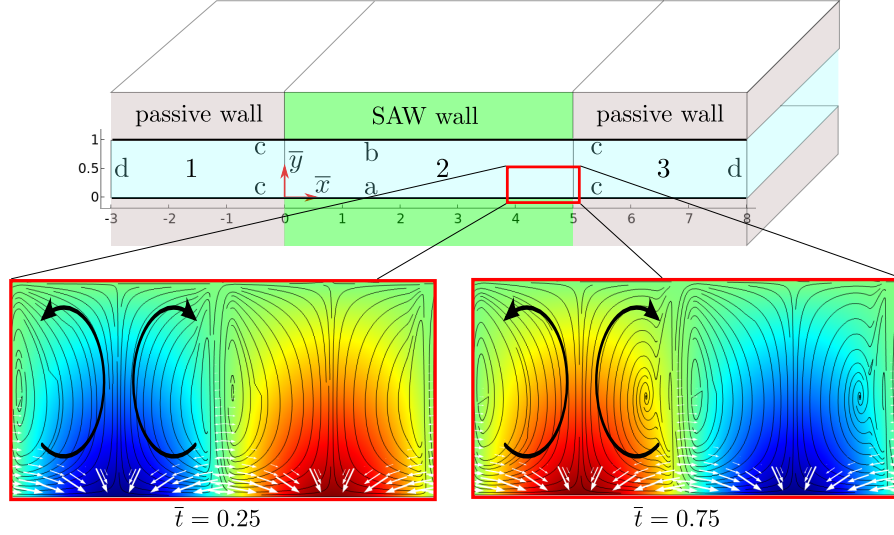 passive wall SAW wall passive wall
1 c b c
0.5 d 1 y̅ 2 3 d
0 c x̅ a c
-3 -2 -1 0 1 2 3 4 5 6 7 8
t̅ = 0.25 t̅ = 0.75